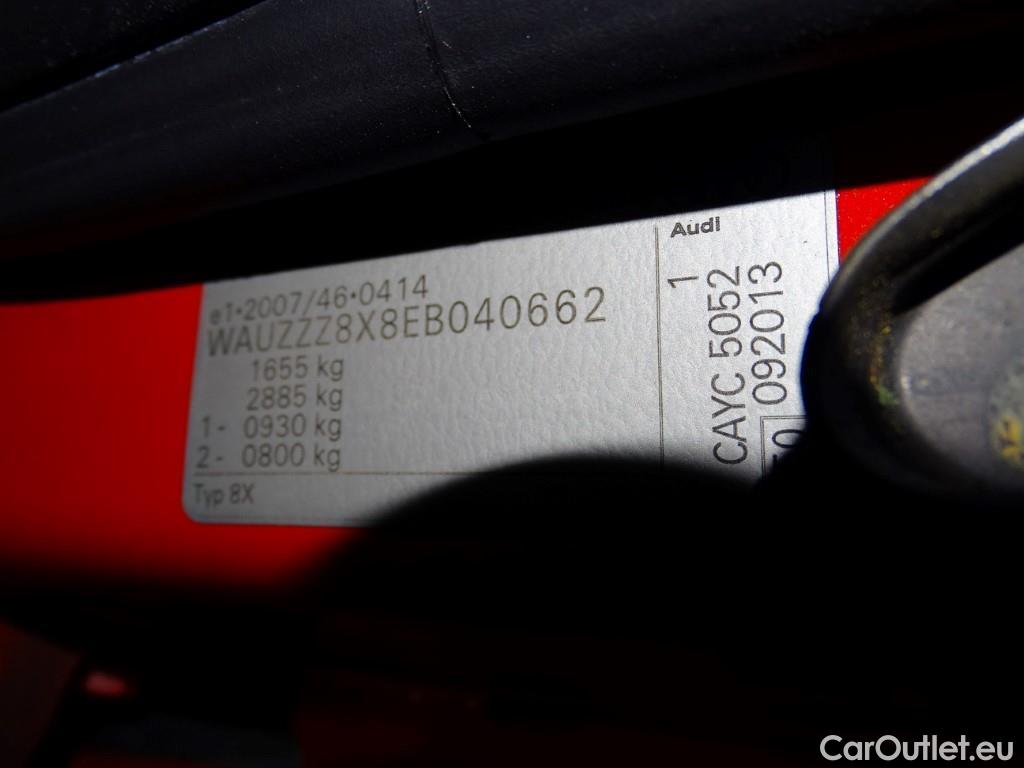 Audi
e1•2007/46•0414
WAUZZZ8X8EB040662
1655 kg
2885 kg
1- 0930 kg
2- 0800 kg
Typ 8X
1
CAYC 5052
092013
CarOutlet.eu